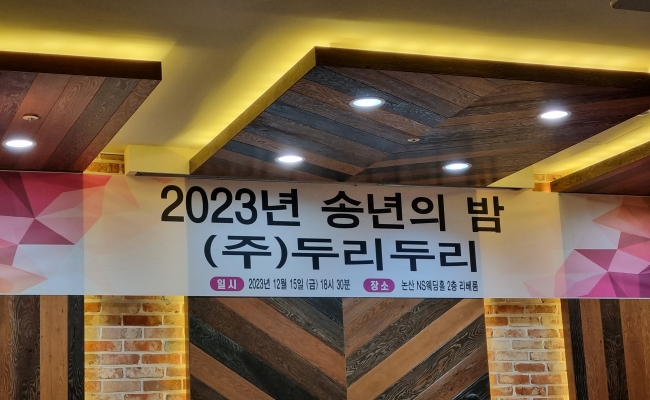 2023년 송년의 밤
(주)두리두리
일시 2023년 12월 15일 (금) 18시 30분 장소 논산 NS웨딩홀 2층 리베룸